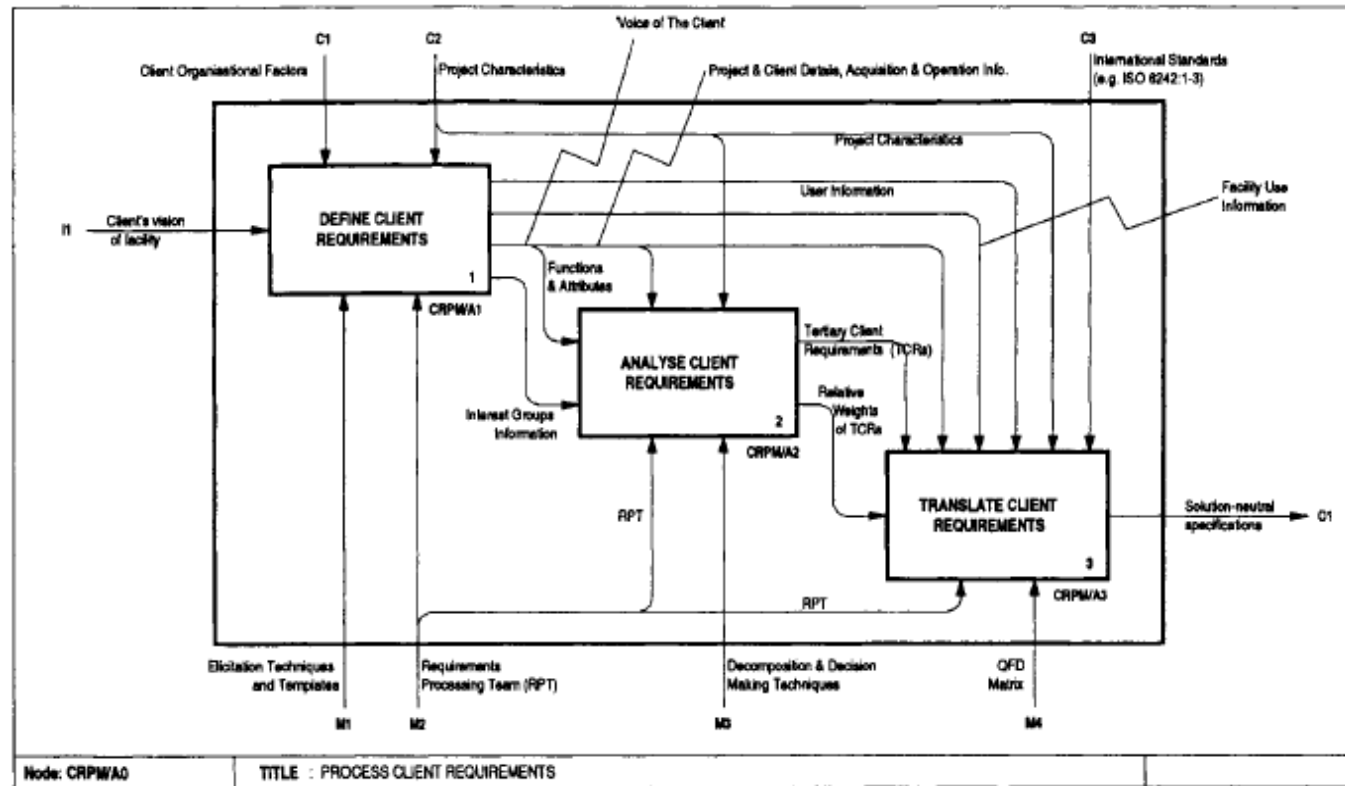 'Voice of The Client'
C1
C2
C3
Client Organisational Factors
Project Characteristics
Project & Client Details, Acquisition & Operation Info.
International Standards
(e.g. ISO 6242:1-3)
Project Characteristics
User Information
Facility Use
Information
I1
Client's vision
of facility
DEFINE CLIENT
REQUIREMENTS
1
CRPM/A1
Functions
& Attributes
ANALYSE CLIENT
REQUIREMENTS
2
CRPM/A2
Tertiary Client
Requirements (TCRs)
Relative
Weights
of TCRs
Interest Groups
Information
TRANSLATE CLIENT
REQUIREMENTS
3
CRPM/A3
Solution-neutral
specifications
O1
RPT
RPT
Elicitation Techniques
and Templates
Requirements
Processing Team (RPT)
Decomposition & Decision
Making Techniques
QFD
Matrix
M1
M2
M3
M4
Node: CRPM/A0
TITLE : PROCESS CLIENT REQUIREMENTS